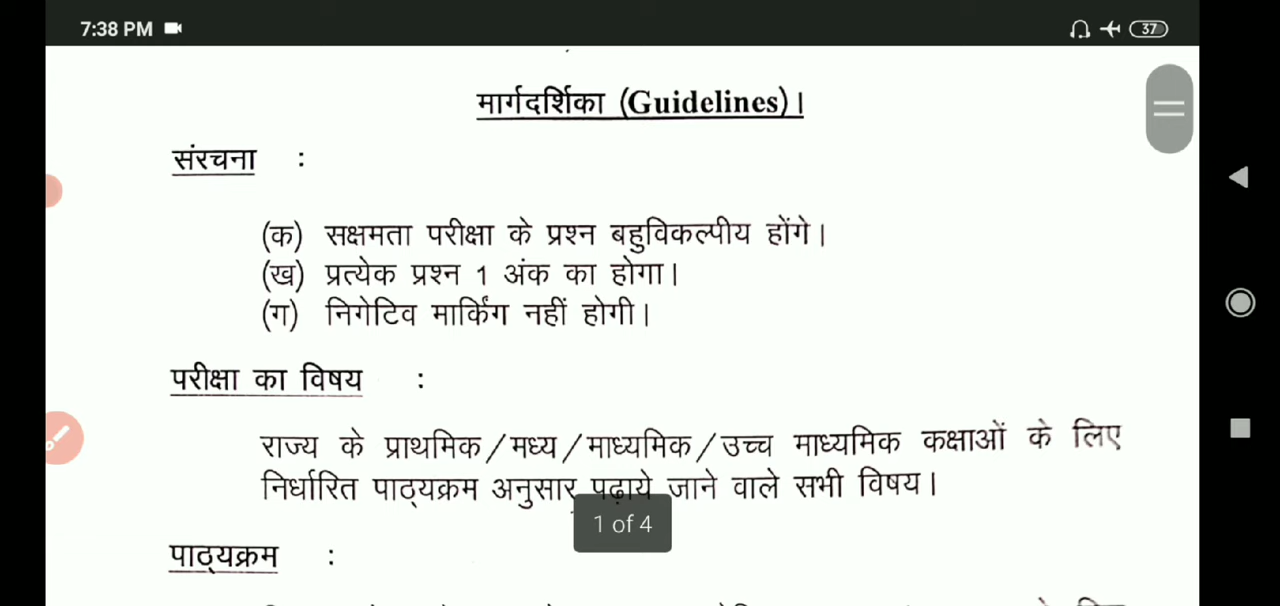 7:38 PM 37
मार्गदर्शिका (Guidelines)।
संरचना :
(क) सक्षमता परीक्षा के प्रश्न बहुविकल्पीय होंगे।
(ख) प्रत्येक प्रश्न 1 अंक का होगा।
(ग) निगेटिव मार्किंग नहीं होगी।
परीक्षा का विषय :
राज्य के प्राथमिक/मध्य/माध्यमिक/उच्च माध्यमिक कक्षाओं के लिए
निर्धारित पाठ्यक्रम अनुसार पढ़ाये जाने वाले सभी विषय।
1 of 4
पाठ्यक्रम :